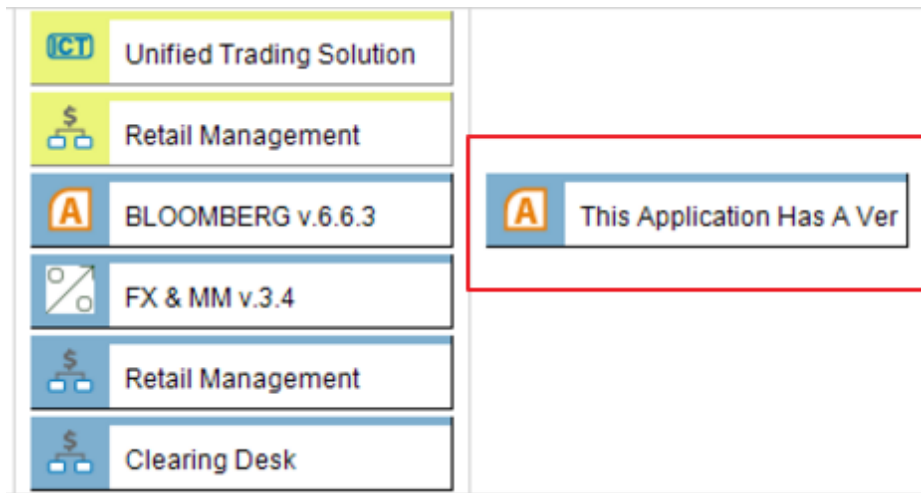 ICT Unified Trading Solution
$ Retail Management
A BLOOMBERG v.6.6.3
A This Application Has A Ver
FX & MM v.3.4
$ Retail Management
$ Clearing Desk